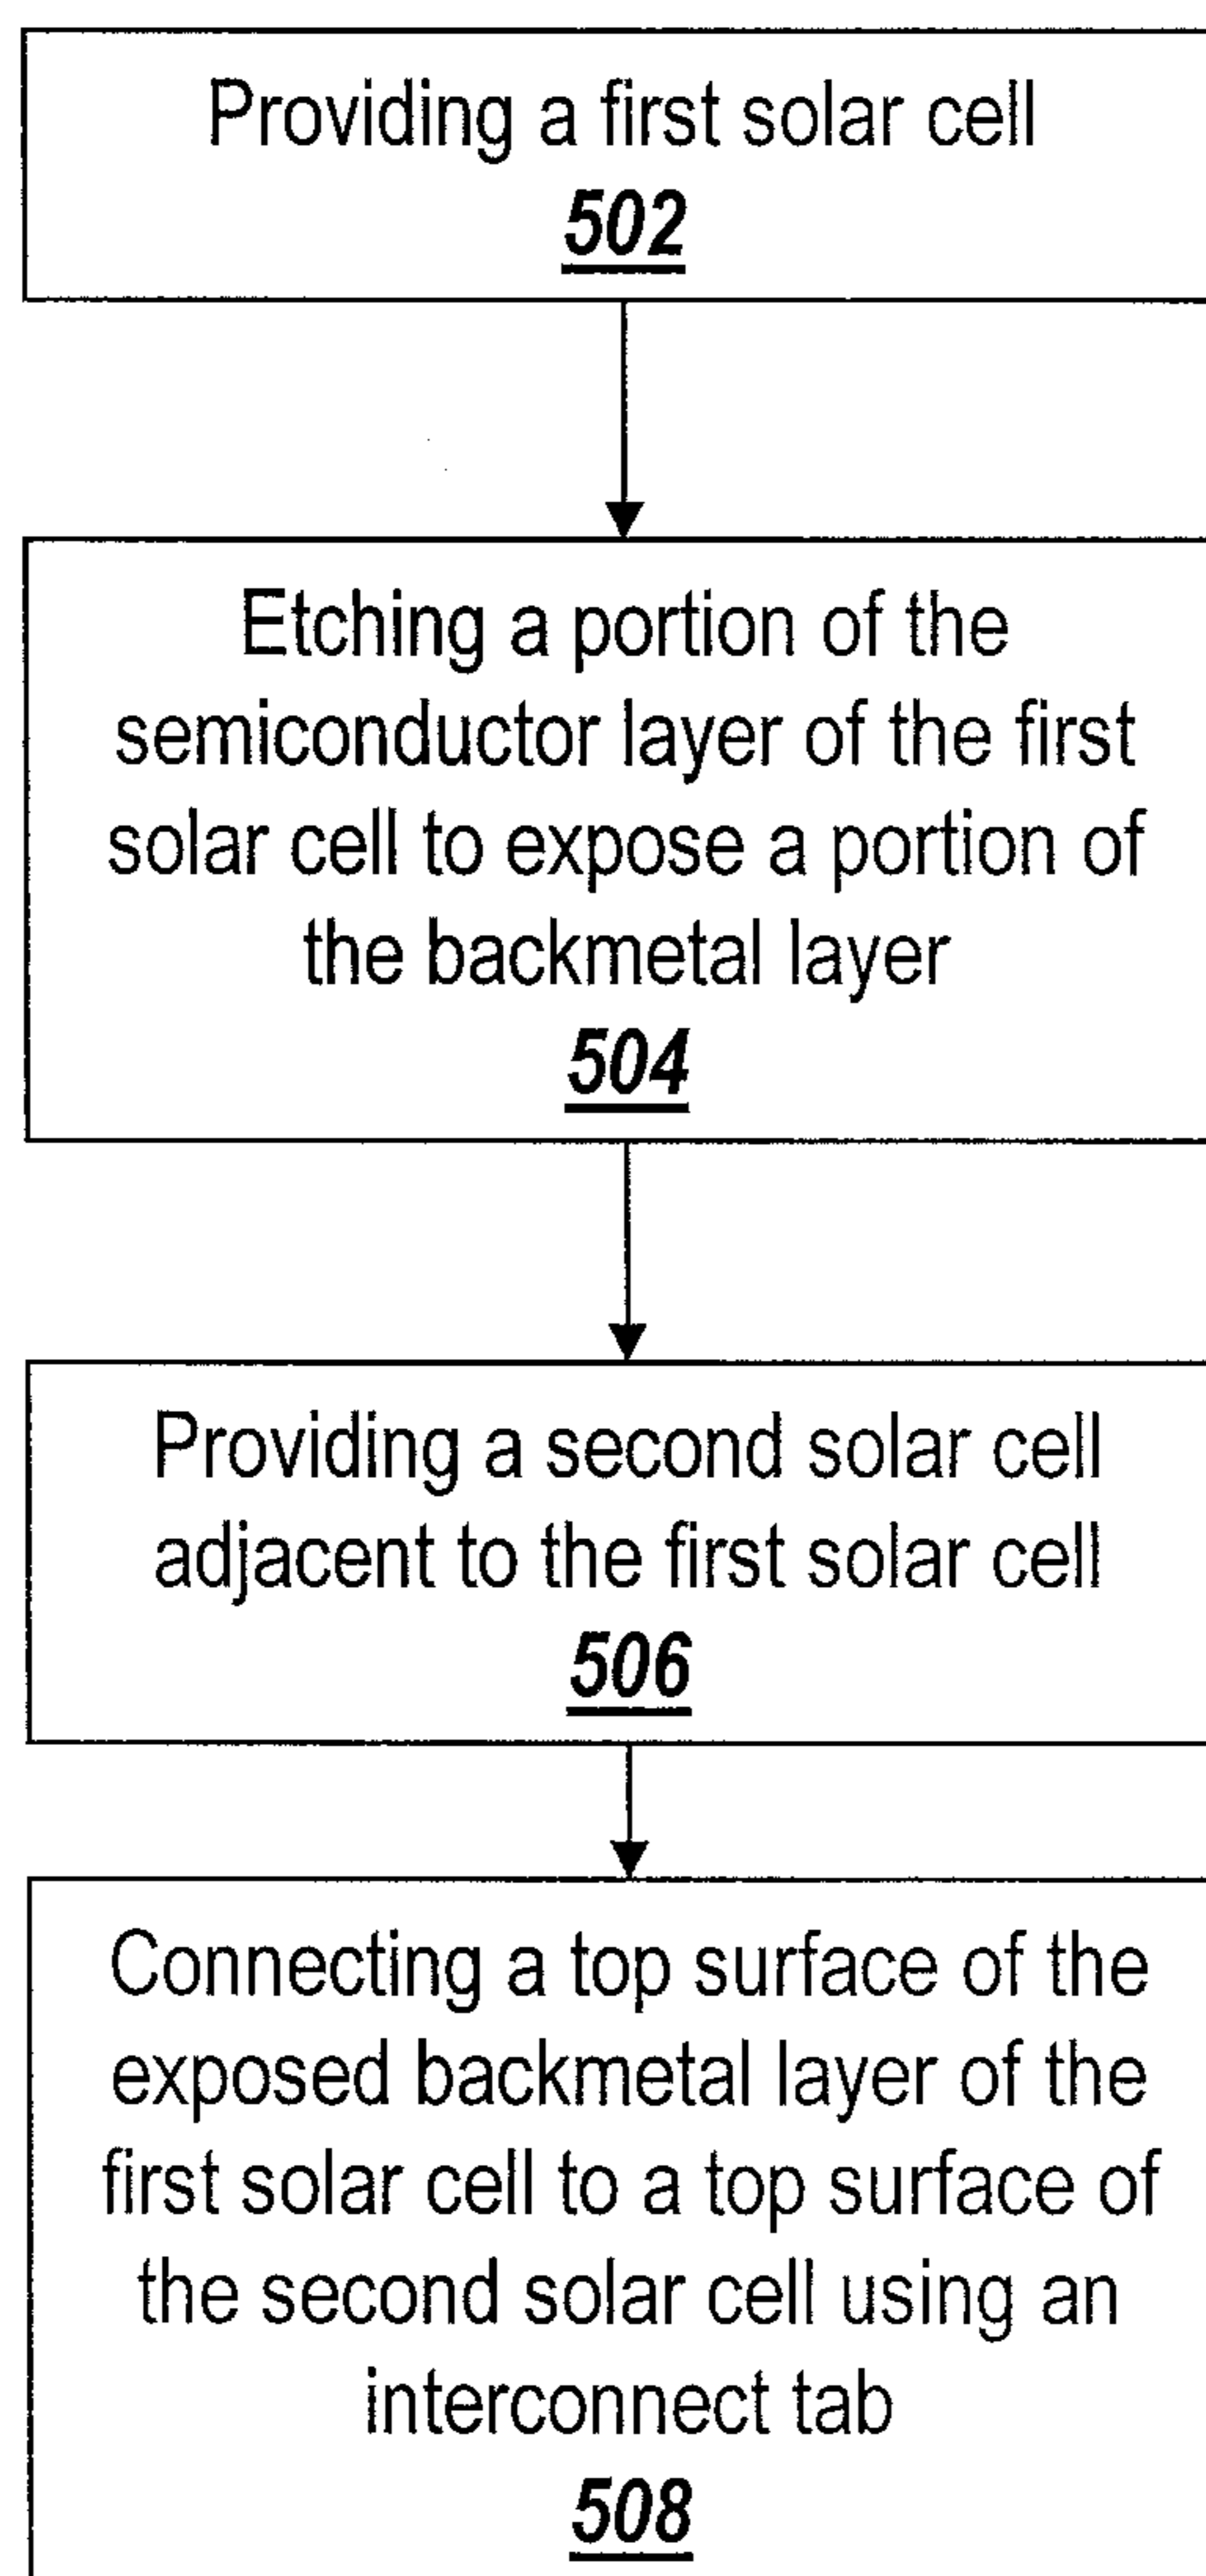 Providing a first solar cell
502
Etching a portion of the
semiconductor layer of the first
solar cell to expose a portion of
the backmetal layer
504
Providing a second solar cell
adjacent to the first solar cell
506
Connecting a top surface of the
exposed backmetal layer of the
first solar cell to a top surface of
the second solar cell using an
interconnect tab
508